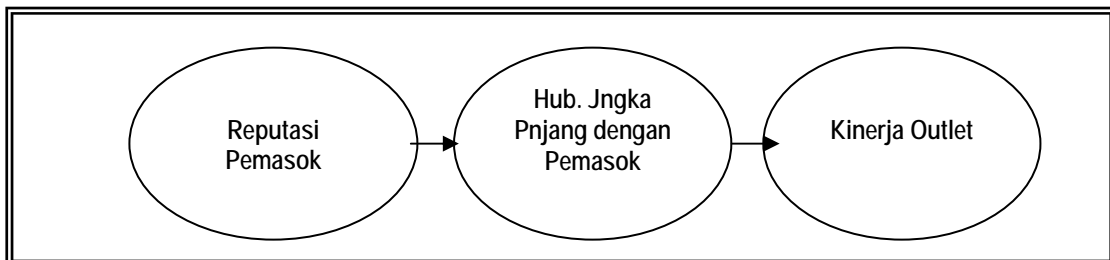 Reputasi
Pemasok
Hub. Jngka
Pnjang dengan
Pemasok
Kinerja Outlet